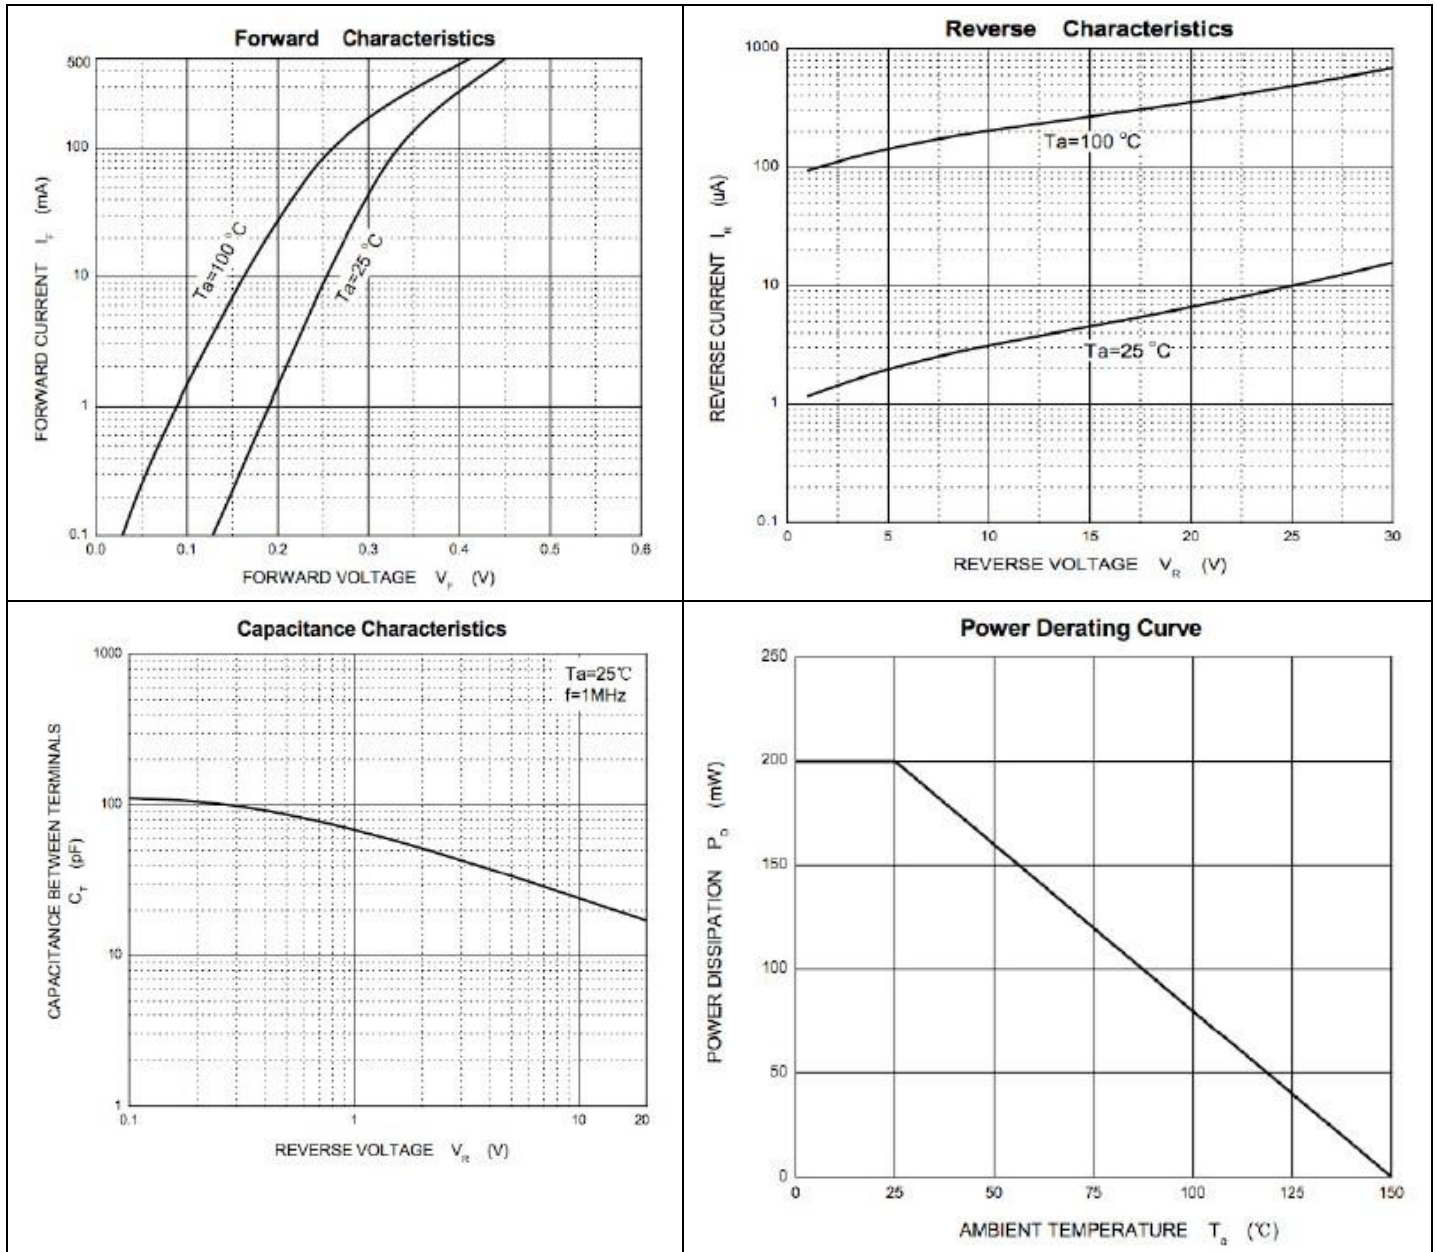 Forward Characteristics
500
100
10
1
0.1
0.0 0.1 0.2 0.3 0.4 0.5 0.6
Ta=100 °C
Ta=25 °C
FORWARD CURRENT I_F (mA)
FORWARD VOLTAGE V_F (V)
Reverse Characteristics
1000
100
10
1
0.1
0 5 10 15 20 25 30
Ta=100 °C
Ta=25 °C
REVERSE CURRENT I_R (uA)
REVERSE VOLTAGE V_R (V)
Capacitance Characteristics
1000
100
10
1
0.1 1 10 20
Ta=25℃
f=1MHz
CAPACITANCE BETWEEN TERMINALS
C_T (pF)
REVERSE VOLTAGE V_R (V)
Power Derating Curve
250
200
150
100
50
0
0 25 50 75 100 125 150
POWER DISSIPATION P_D (mW)
AMBIENT TEMPERATURE T_a (℃)